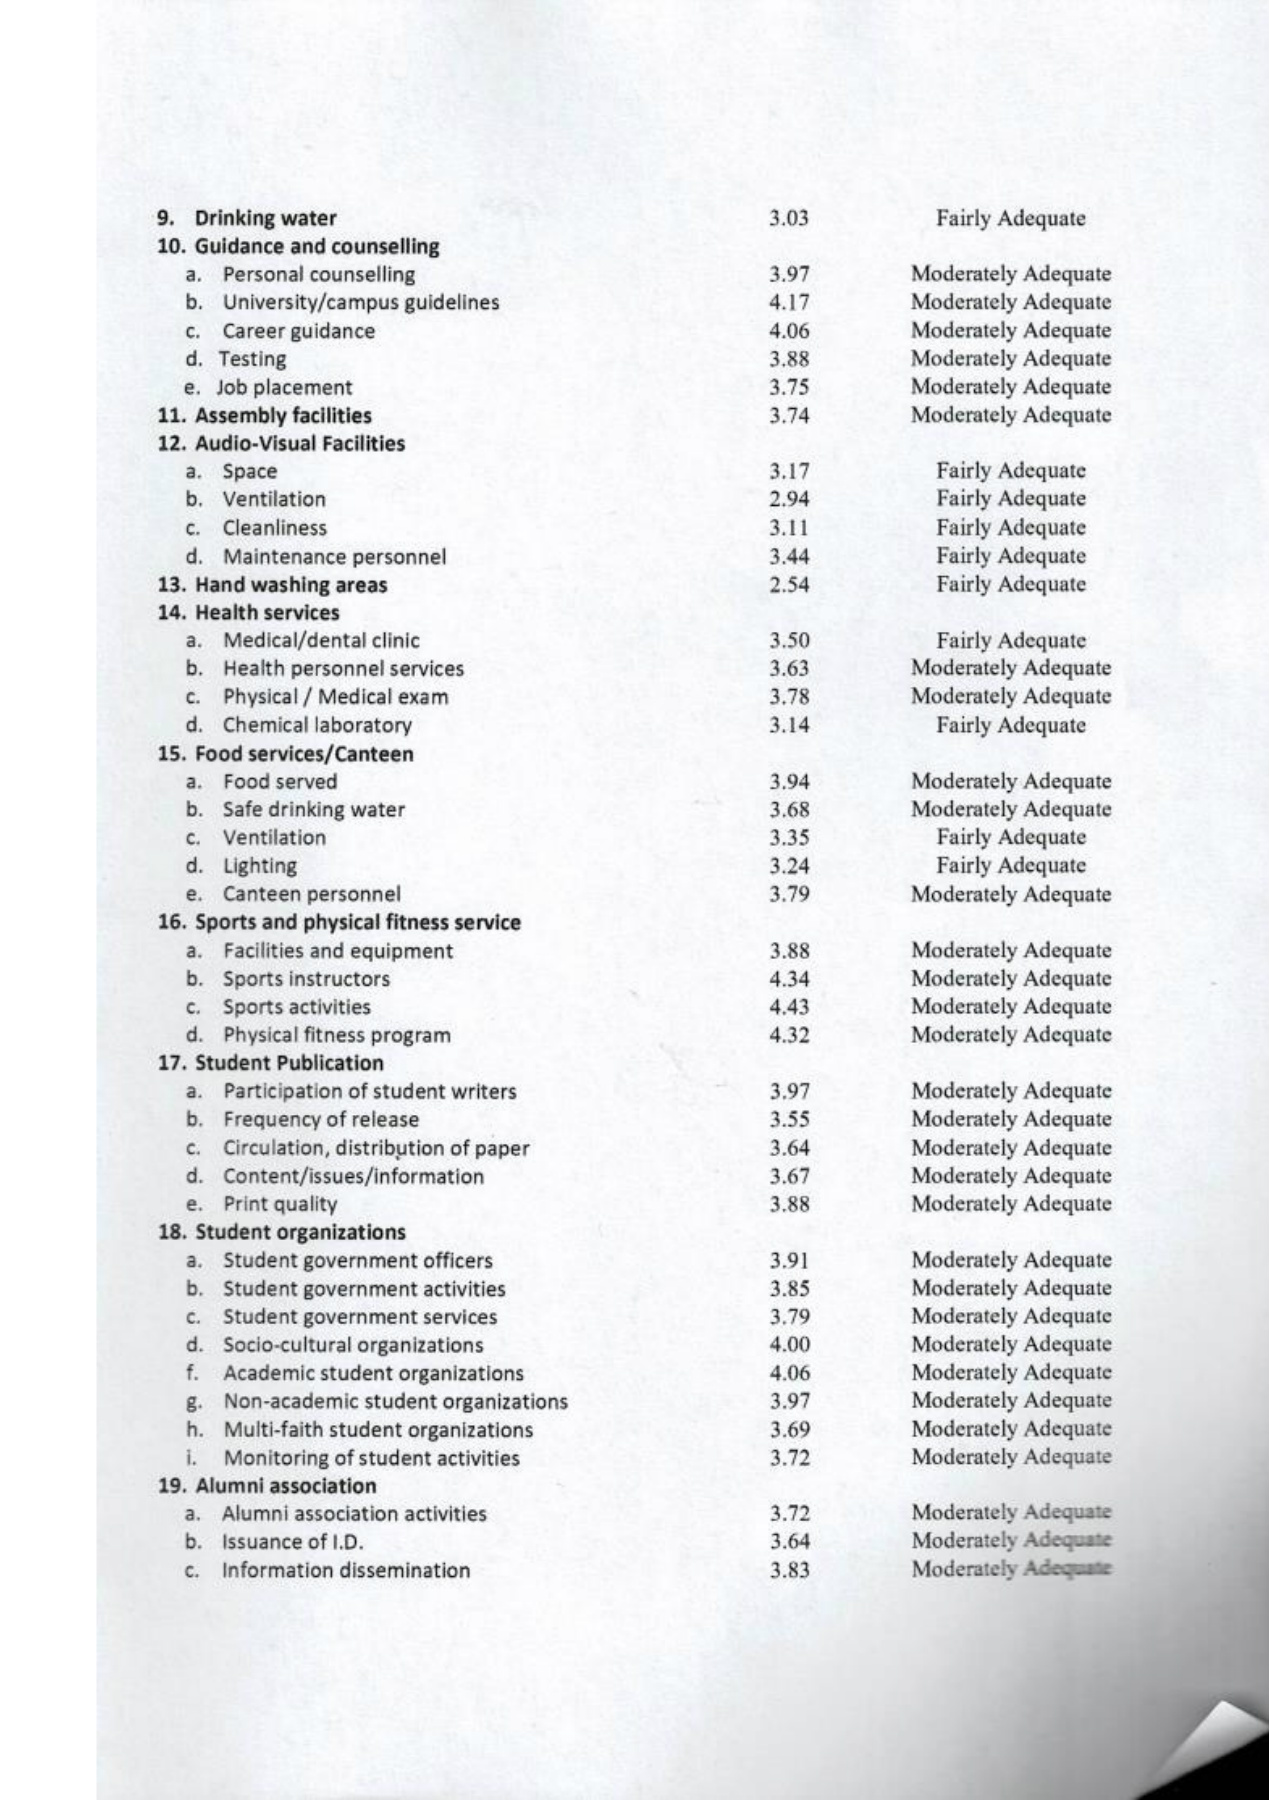 9. Drinking water 3.03 Fairly Adequate
10. Guidance and counselling
a. Personal counselling 3.97 Moderately Adequate
b. University/campus guidelines 4.17 Moderately Adequate
c. Career guidance 4.06 Moderately Adequate
d. Testing 3.88 Moderately Adequate
e. Job placement 3.75 Moderately Adequate
11. Assembly facilities 3.74 Moderately Adequate
12. Audio-Visual Facilities
a. Space 3.17 Fairly Adequate
b. Ventilation 2.94 Fairly Adequate
c. Cleanliness 3.11 Fairly Adequate
d. Maintenance personnel 3.44 Fairly Adequate
13. Hand washing areas 2.54 Fairly Adequate
14. Health services
a. Medical/dental clinic 3.50 Fairly Adequate
b. Health personnel services 3.63 Moderately Adequate
c. Physical / Medical exam 3.78 Moderately Adequate
d. Chemical laboratory 3.14 Fairly Adequate
15. Food services/Canteen
a. Food served 3.94 Moderately Adequate
b. Safe drinking water 3.68 Moderately Adequate
c. Ventilation 3.35 Fairly Adequate
d. Lighting 3.24 Fairly Adequate
e. Canteen personnel 3.79 Moderately Adequate
16. Sports and physical fitness service
a. Facilities and equipment 3.88 Moderately Adequate
b. Sports instructors 4.34 Moderately Adequate
c. Sports activities 4.43 Moderately Adequate
d. Physical fitness program 4.32 Moderately Adequate
17. Student Publication
a. Participation of student writers 3.97 Moderately Adequate
b. Frequency of release 3.55 Moderately Adequate
c. Circulation, distribution of paper 3.64 Moderately Adequate
d. Content/issues/information 3.67 Moderately Adequate
e. Print quality 3.88 Moderately Adequate
18. Student organizations
a. Student government officers 3.91 Moderately Adequate
b. Student government activities 3.85 Moderately Adequate
c. Student government services 3.79 Moderately Adequate
d. Socio-cultural organizations 4.00 Moderately Adequate
f. Academic student organizations 4.06 Moderately Adequate
g. Non-academic student organizations 3.97 Moderately Adequate
h. Multi-faith student organizations 3.69 Moderately Adequate
i. Monitoring of student activities 3.72 Moderately Adequate
19. Alumni association
a. Alumni association activities 3.72 Moderately Adequate
b. Issuance of I.D. 3.64 Moderately Adequate
c. Information dissemination 3.83 Moderately Adequate